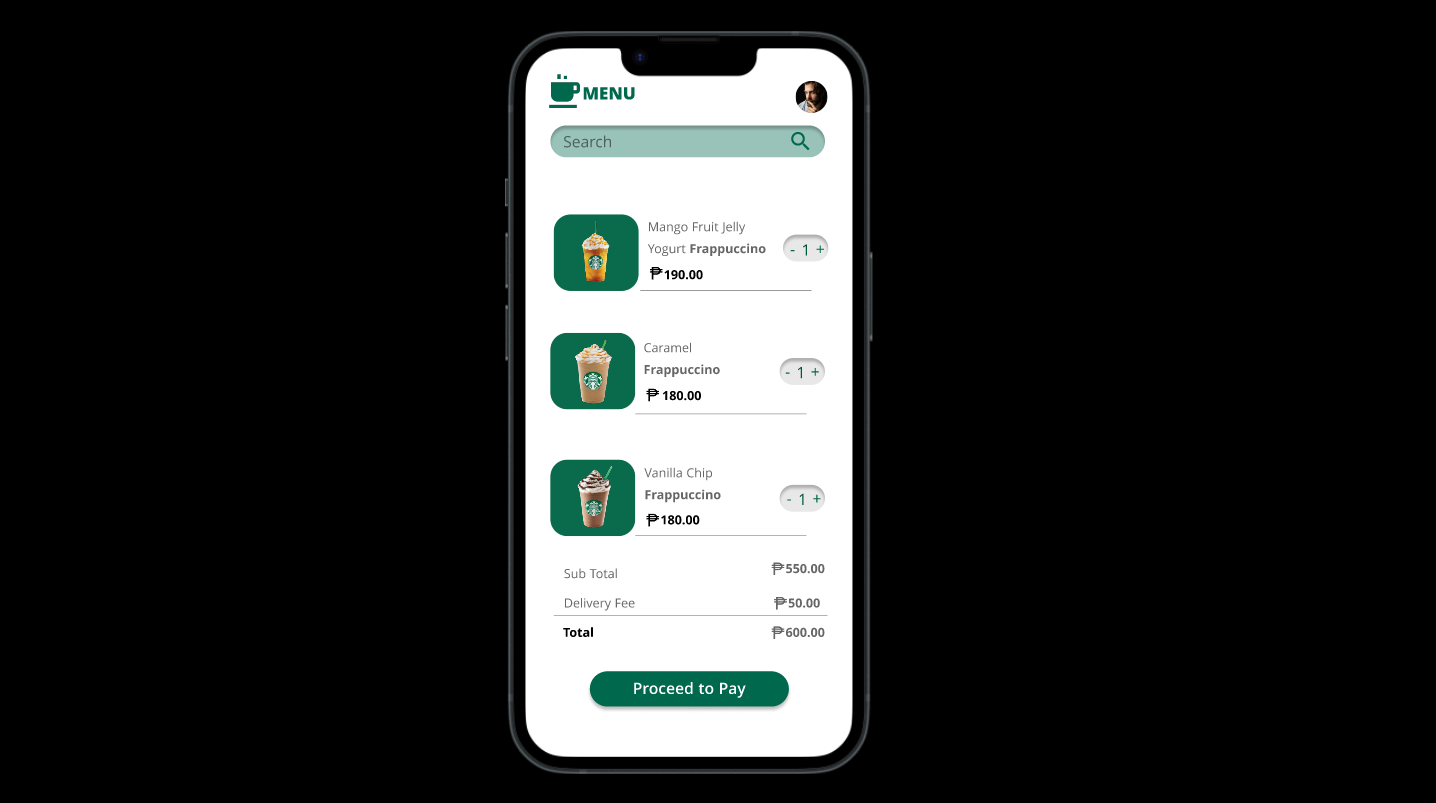 MENU
Search
Mango Fruit Jelly
Yogurt Frappuccino
- 1 +
₱190.00
Caramel
Frappuccino
- 1 +
₱ 180.00
Vanilla Chip
Frappuccino
- 1 +
₱180.00
Sub Total ₱550.00
Delivery Fee ₱50.00
Total ₱600.00
Proceed to Pay